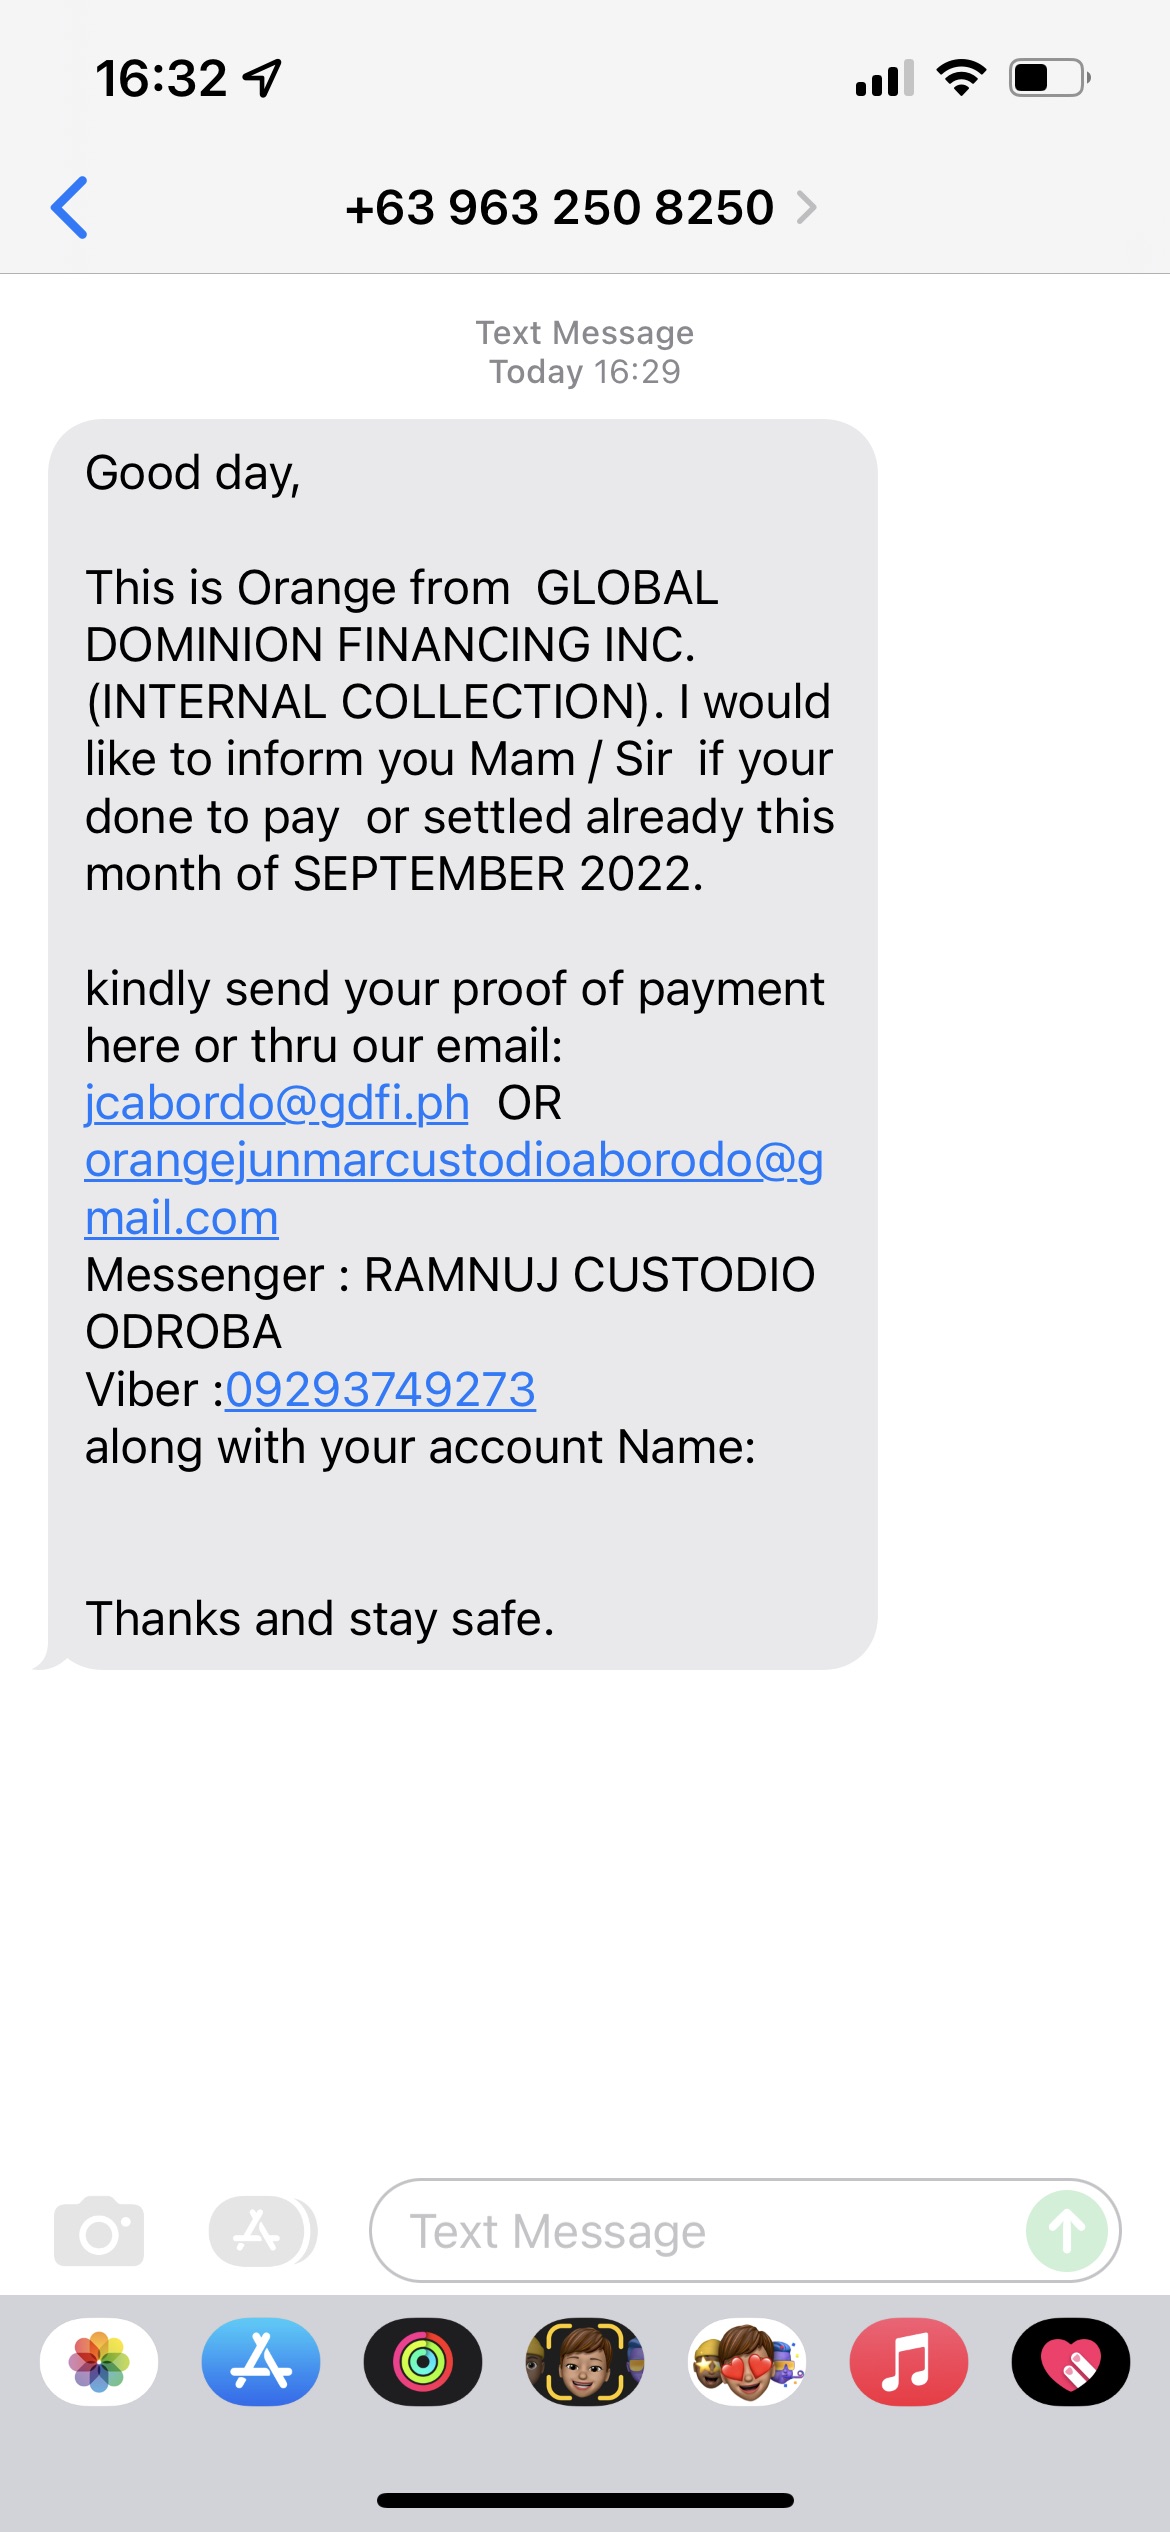 16:32
+63 963 250 8250
Text Message
Today 16:29
Good day,
This is Orange from  GLOBAL
DOMINION FINANCING INC.
(INTERNAL COLLECTION). I would
like to inform you Mam / Sir  if your
done to pay  or settled already this
month of SEPTEMBER 2022.
kindly send your proof of payment
here or thru our email:
jcabordo@gdfi.ph  OR
orangejunmarcustodioaborodo@g
mail.com
Messenger : RAMNUJ CUSTODIO
ODROBA
Viber :09293749273
along with your account Name:
Thanks and stay safe.
Text Message